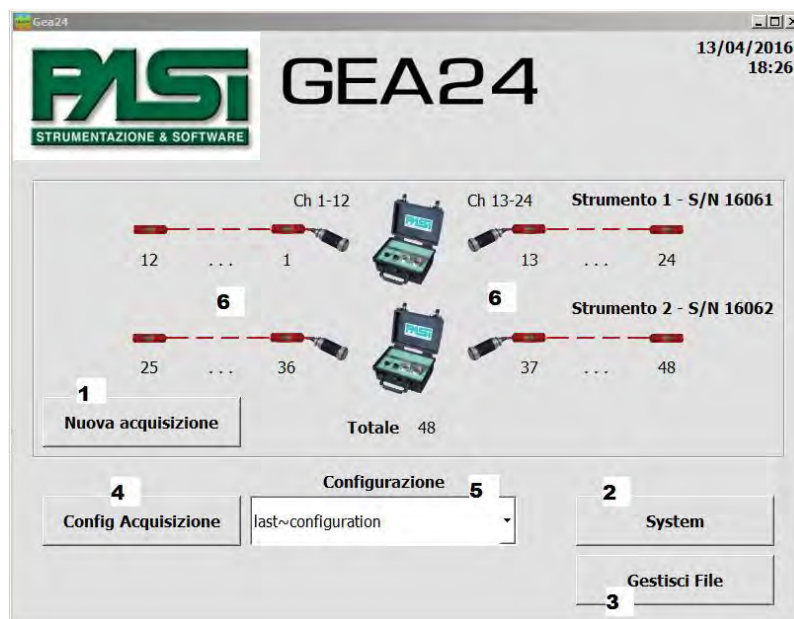 Gea24
PASI
STRUMENTAZIONE & SOFTWARE
GEA24
13/04/2016
18:26
Ch 1-12
Ch 13-24
Strumento 1 - S/N 16061
12 ... 1
13 ... 24
6
6
Strumento 2 - S/N 16062
25 ... 36
37 ... 48
1
Nuova acquisizione
Totale 48
Configurazione
4
5
2
Config Acquisizione
last~configuration
System
Gestisci File
3